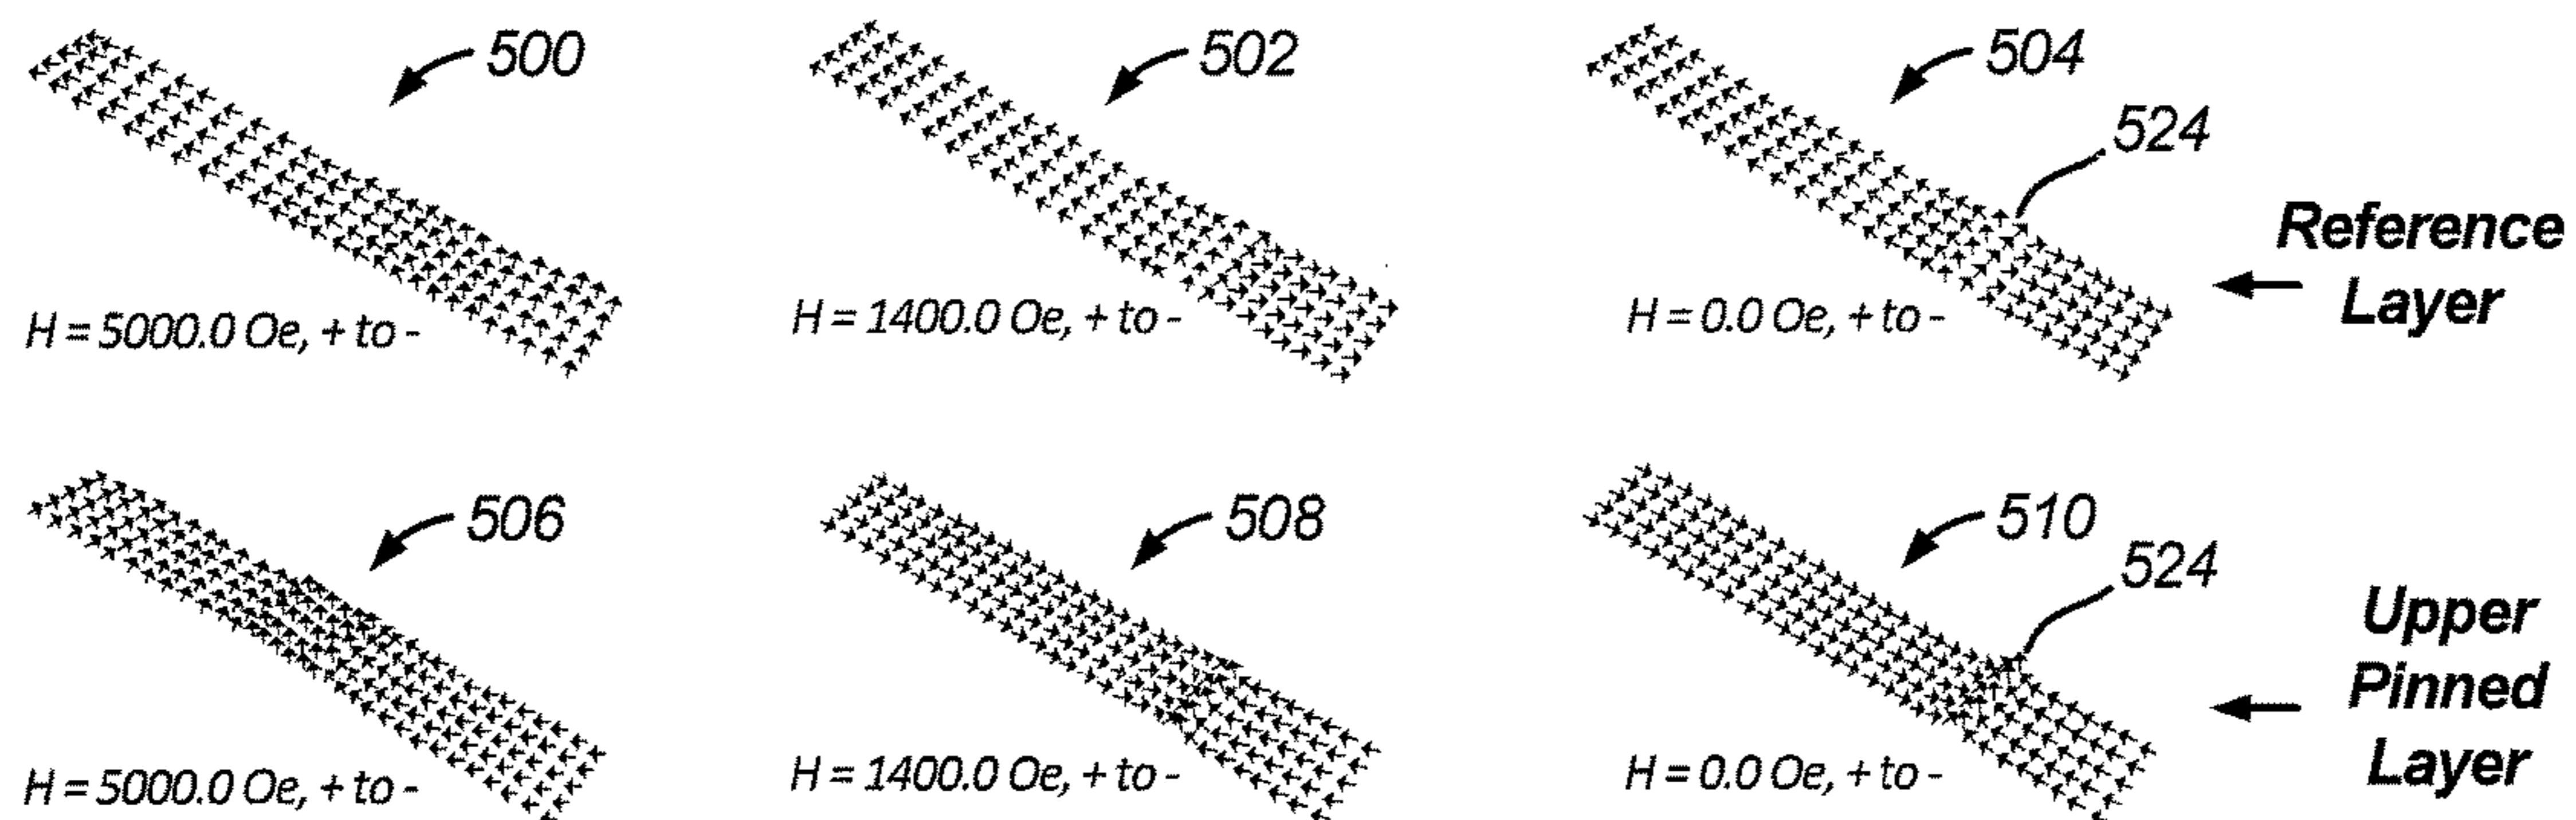 500
502
504
524
Reference
Layer
H = 5000.0 Oe, + to -
H = 1400.0 Oe, + to -
H = 0.0 Oe, + to -
506
508
510
524
Upper
Pinned
Layer
H = 5000.0 Oe, + to -
H = 1400.0 Oe, + to -
H = 0.0 Oe, + to -